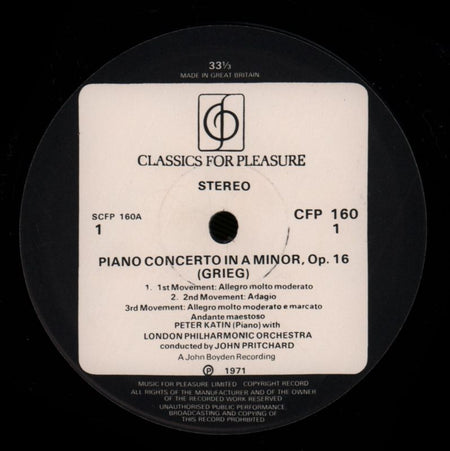 33⅓
MADE IN GREAT BRITAIN
CLASSICS FOR PLEASURE
STEREO
SCFP 160A
1
CFP 160
1
PIANO CONCERTO IN A MINOR, Op. 16
(GRIEG)
1. 1st Movement: Allegro molto moderato
2. 2nd Movement: Adagio
3rd Movement: Allegro molto moderato e marcato
Andante maestoso
PETER KATIN (Piano) with
LONDON PHILHARMONIC ORCHESTRA
conducted by JOHN PRITCHARD
A John Boyden Recording
℗ 1971
MUSIC FOR PLEASURE LIMITED COPYRIGHT RECORD
ALL RIGHTS OF THE MANUFACTURER AND OF THE OWNER
OF THE RECORDED WORK RESERVED
UNAUTHORISED PUBLIC PERFORMANCE,
BROADCASTING AND COPYING OF
THIS RECORD PROHIBITED